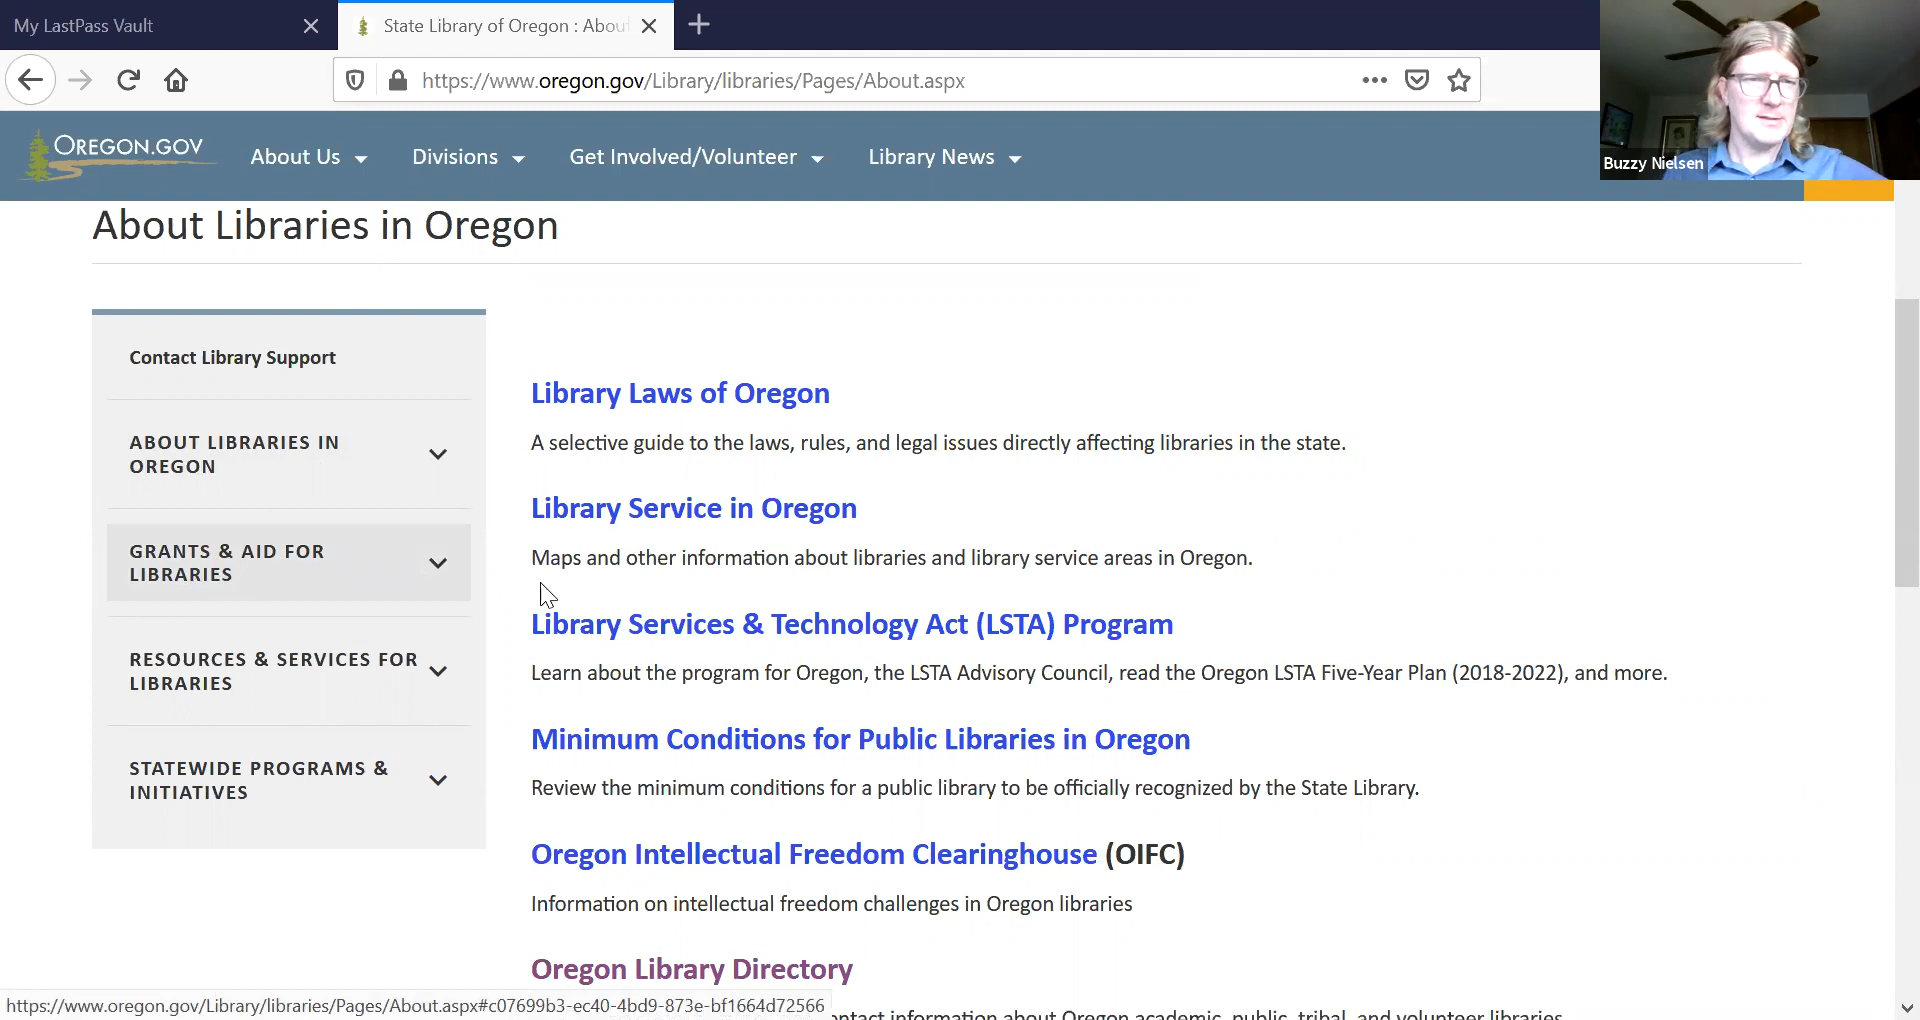 My LastPass Vault
State Library of Oregon : Abou
https://www.oregon.gov/Library/libraries/Pages/About.aspx
OREGON.GOV
About Us
Divisions
Get Involved/Volunteer
Library News
Buzzy Nielsen
About Libraries in Oregon
Contact Library Support
ABOUT LIBRARIES IN
OREGON
GRANTS & AID FOR
LIBRARIES
RESOURCES & SERVICES FOR
LIBRARIES
STATEWIDE PROGRAMS &
INITIATIVES
Library Laws of Oregon
A selective guide to the laws, rules, and legal issues directly affecting libraries in the state.
Library Service in Oregon
Maps and other information about libraries and library service areas in Oregon.
Library Services & Technology Act (LSTA) Program
Learn about the program for Oregon, the LSTA Advisory Council, read the Oregon LSTA Five-Year Plan (2018-2022), and more.
Minimum Conditions for Public Libraries in Oregon
Review the minimum conditions for a public library to be officially recognized by the State Library.
Oregon Intellectual Freedom Clearinghouse (OIFC)
Information on intellectual freedom challenges in Oregon libraries
Oregon Library Directory
ontact information about Oregon academic, public, tribal, and volunteer libraries
https://www.oregon.gov/Library/libraries/Pages/About.aspx#c07699b3-ec40-4bd9-873e-bf1664d72566